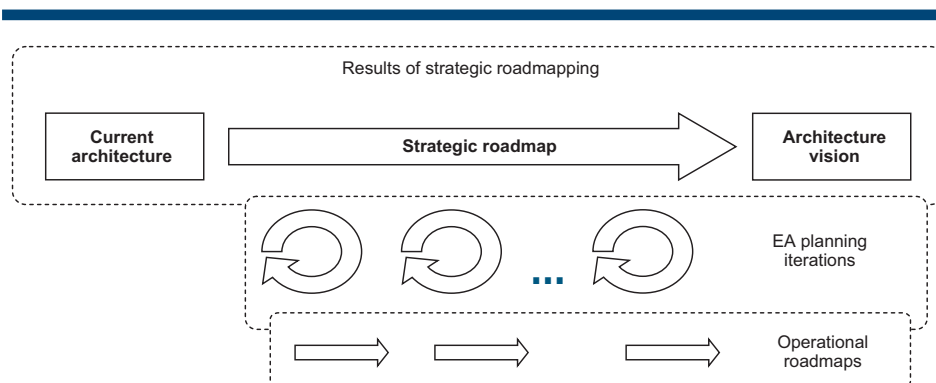 Results of strategic roadmapping
Current
architecture
Strategic roadmap
Architecture
vision
...
EA planning
iterations
Operational
roadmaps